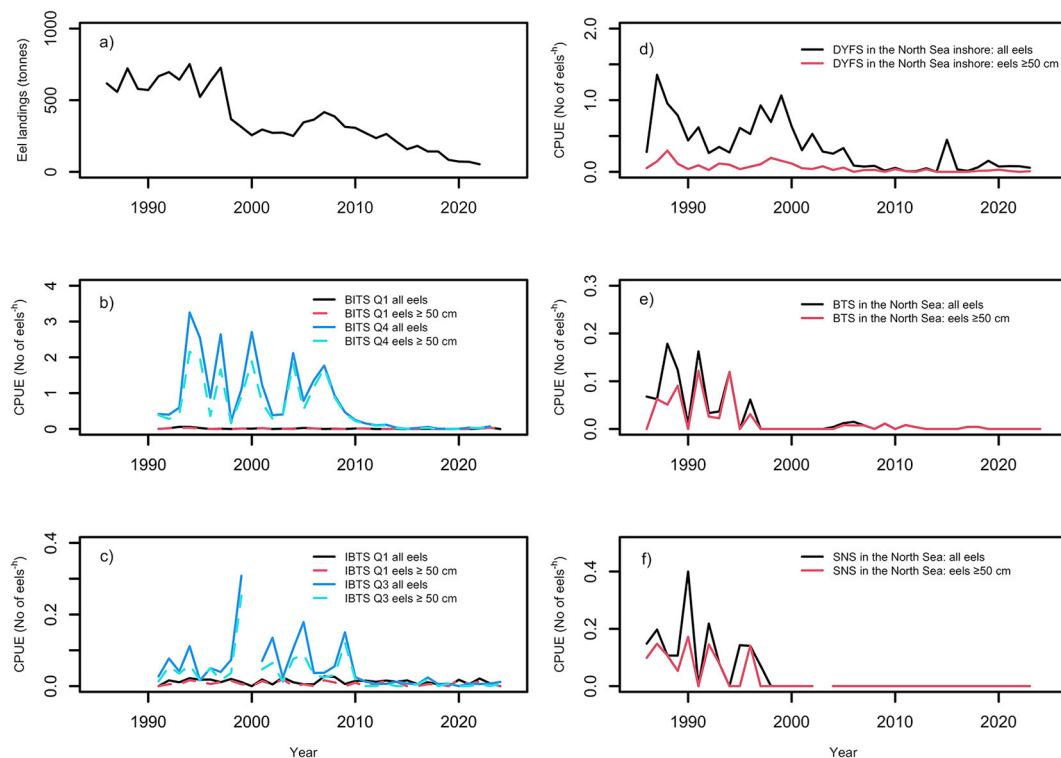 a)
Eel landings (tonnes)
1000
500
0
1990 2000 2010 2020
d)
DYFS in the North Sea inshore: all eels
DYFS in the North Sea inshore: eels ≥50 cm
CPUE (No of eels⁻ʰ)
2.0
1.0
0.0
1990 2000 2010 2020
b)
BITS Q1 all eels
BITS Q1 eels ≥ 50 cm
BITS Q4 all eels
BITS Q4 eels ≥ 50 cm
CPUE (No of eels⁻ʰ)
4
3
2
1
0
1990 2000 2010 2020
e)
BTS in the North Sea: all eels
BTS in the North Sea: eels ≥50 cm
CPUE (No of eels⁻ʰ)
0.3
0.2
0.1
0.0
1990 2000 2010 2020
c)
IBTS Q1 all eels
IBTS Q1 eels ≥ 50 cm
IBTS Q3 all eels
IBTS Q3 eels ≥ 50 cm
CPUE (No of eels⁻ʰ)
0.4
0.2
0.0
1990 2000 2010 2020
Year
f)
SNS in the North Sea: all eels
SNS in the North Sea: eels ≥50 cm
CPUE (No of eels⁻ʰ)
0.4
0.2
0.0
1990 2000 2010 2020
Year